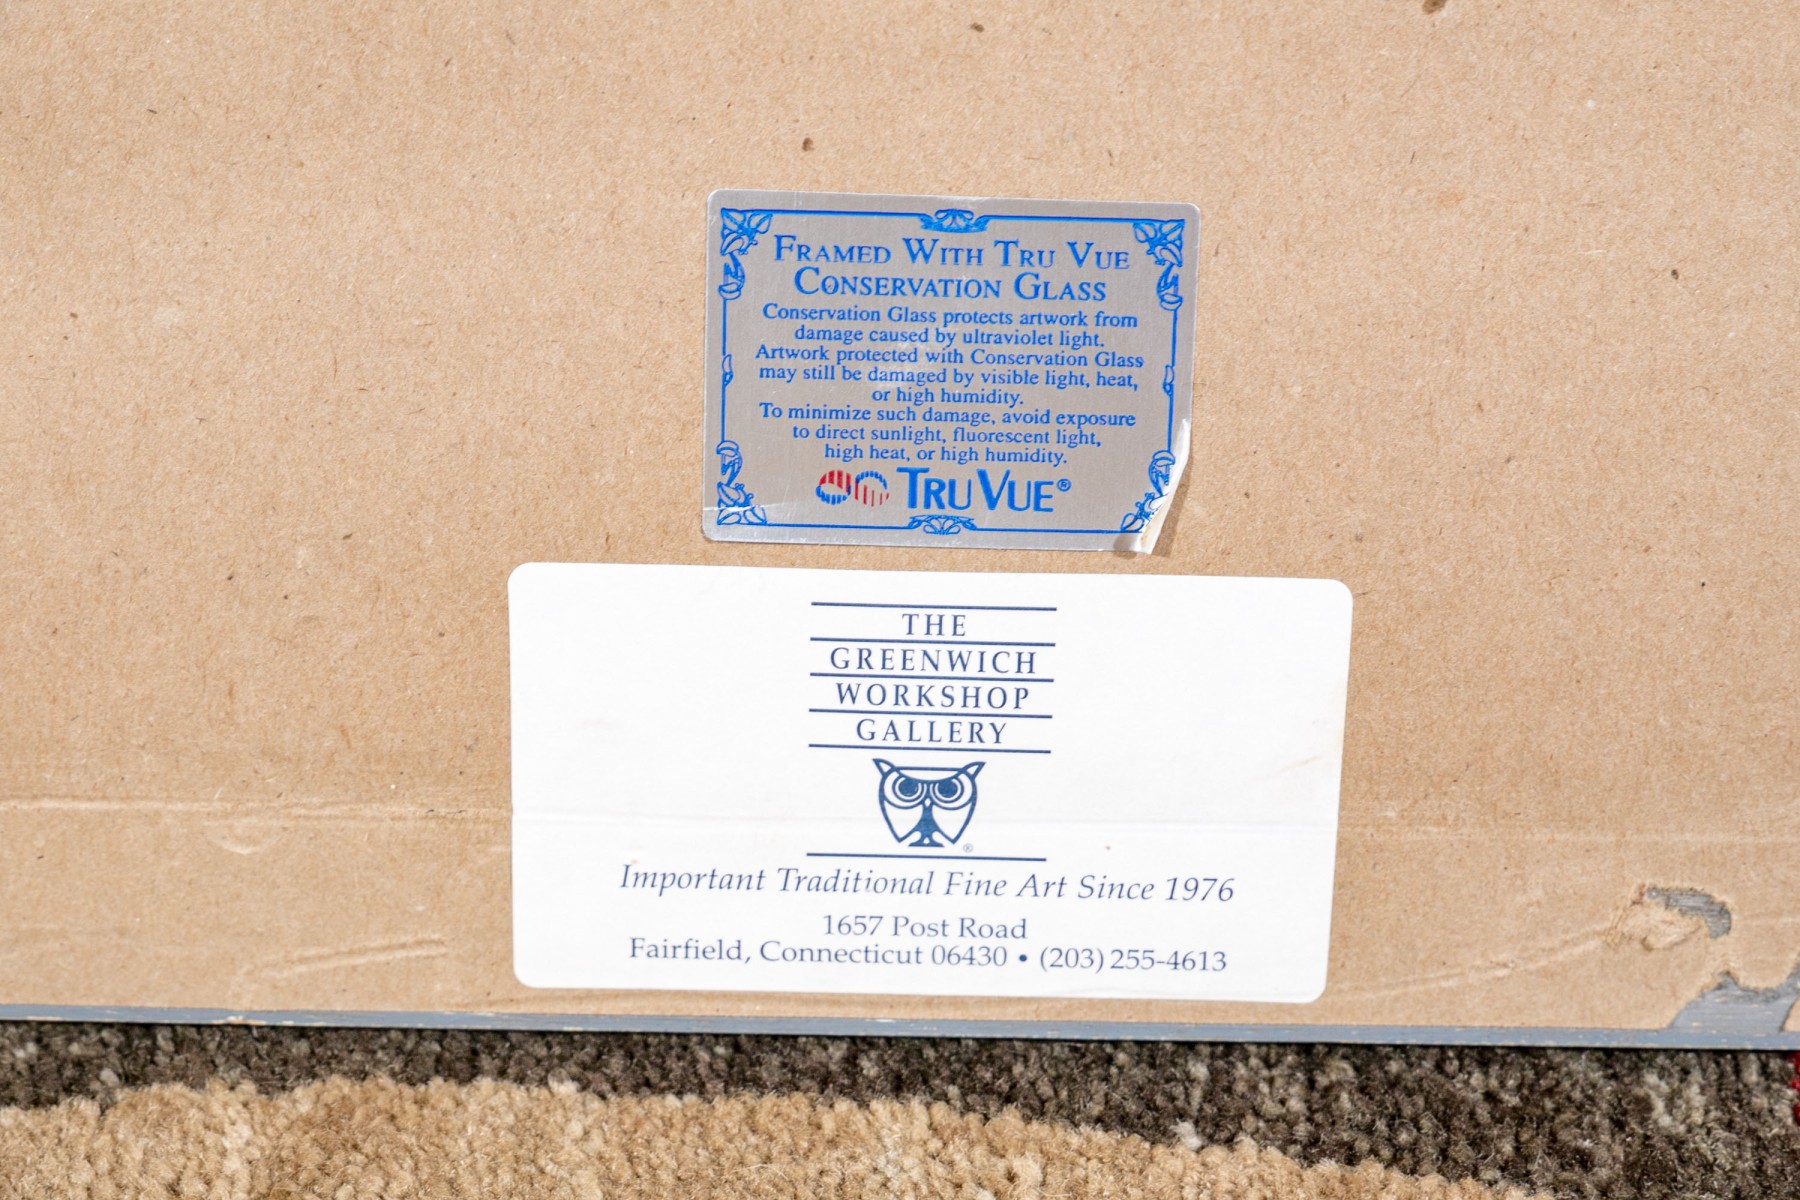 FRAMED WITH TRU VUE
CONSERVATION GLASS
Conservation Glass protects artwork from
damage caused by ultraviolet light.
Artwork protected with Conservation Glass
may still be damaged by visible light, heat,
or high humidity.
To minimize such damage, avoid exposure
to direct sunlight, fluorescent light,
high heat, or high humidity.
TRU VUE®
THE
GREENWICH
WORKSHOP
GALLERY
®
Important Traditional Fine Art Since 1976
1657 Post Road
Fairfield, Connecticut 06430 • (203) 255-4613